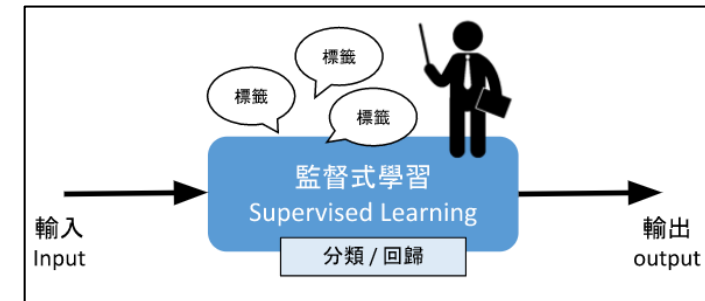 標籤
標籤
標籤
監督式學習
Supervised Learning
分類 / 回歸
輸入
Input
輸出
output